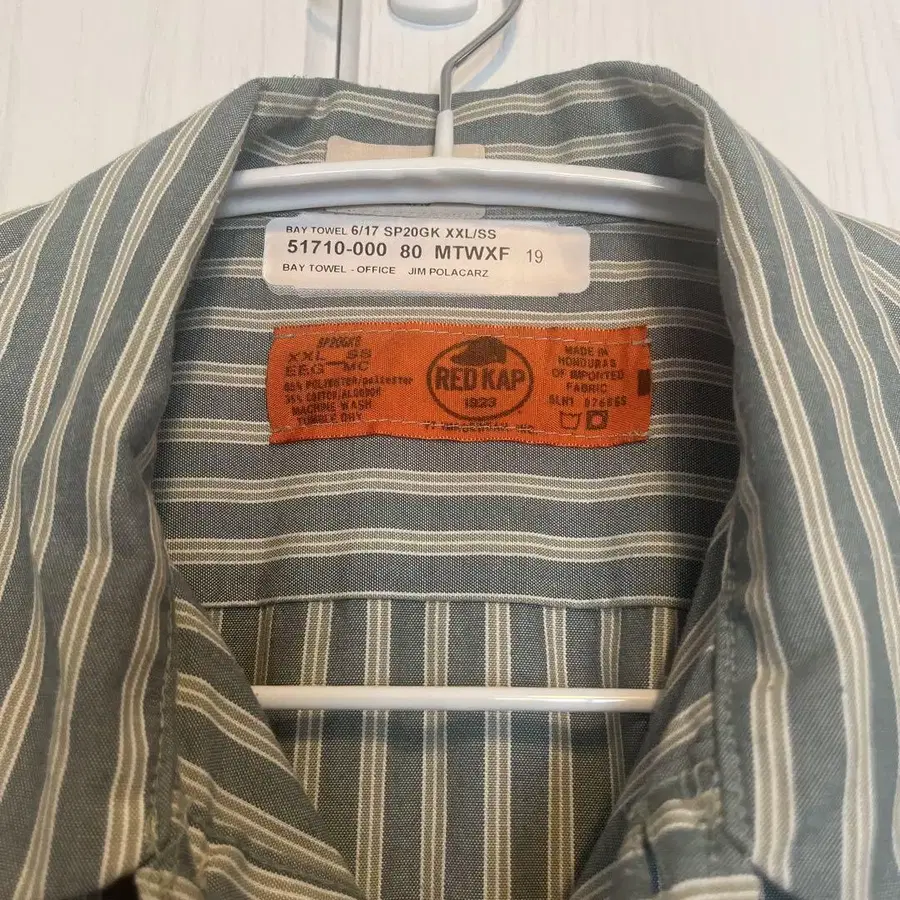 BAY TOWEL 6/17 SP20GK XXL/SS
51710-000 80 MTWXF 19
BAY TOWEL - OFFICE JIM POLACARZ
XXL SS
EEG MC
65% POLYESTER/poliester
35% COTTON/ALGODON
MACHINE WASH
TUMBLE DRY
RED KAP
1923
MADE IN
HONDURAS
OF IMPORTED
FABRIC